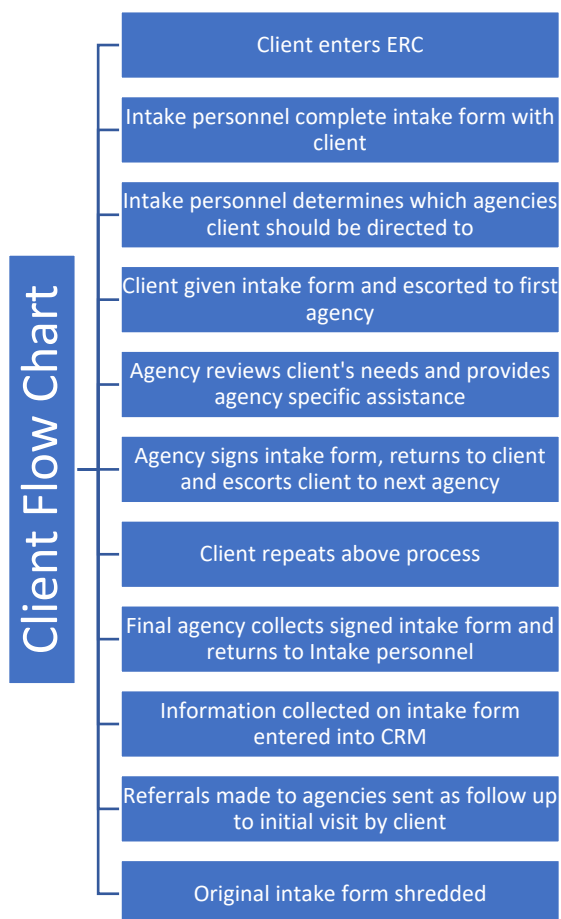 Client Flow Chart
Client enters ERC
Intake personnel complete intake form with
client
Intake personnel determines which agencies
client should be directed to
Client given intake form and escorted to first
agency
Agency reviews client's needs and provides
agency specific assistance
Agency signs intake form, returns to client
and escorts client to next agency
Client repeats above process
Final agency collects signed intake form and
returns to Intake personnel
Information collected on intake form
entered into CRM
Referrals made to agencies sent as follow up
to initial visit by client
Original intake form shredded